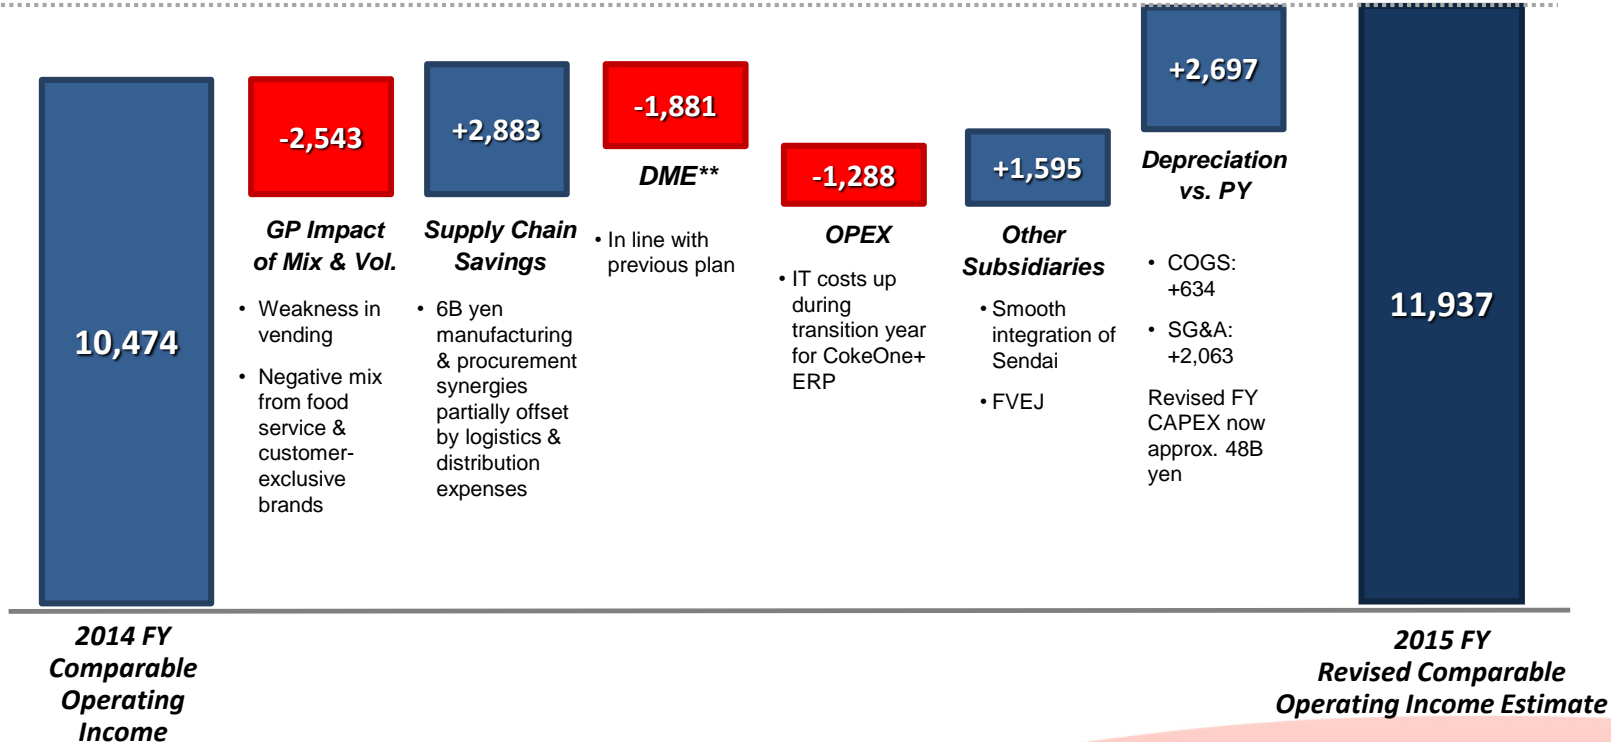 10,474
2014 FY
Comparable
Operating
Income
-2,543
GP Impact
of Mix & Vol.
• Weakness in
vending
• Negative mix
from food
service &
customer-
exclusive
brands
+2,883
Supply Chain
Savings
• 6B yen
manufacturing
& procurement
synergies
partially offset
by logistics &
distribution
expenses
-1,881
DME**
• In line with
previous plan
-1,288
OPEX
• IT costs up
during
transition year
for CokeOne+
ERP
+1,595
Other
Subsidiaries
• Smooth
integration of
Sendai
• FVEJ
+2,697
Depreciation
vs. PY
• COGS:
+634
• SG&A:
+2,063
Revised FY
CAPEX now
approx. 48B
yen
11,937
2015 FY
Revised Comparable
Operating Income Estimate